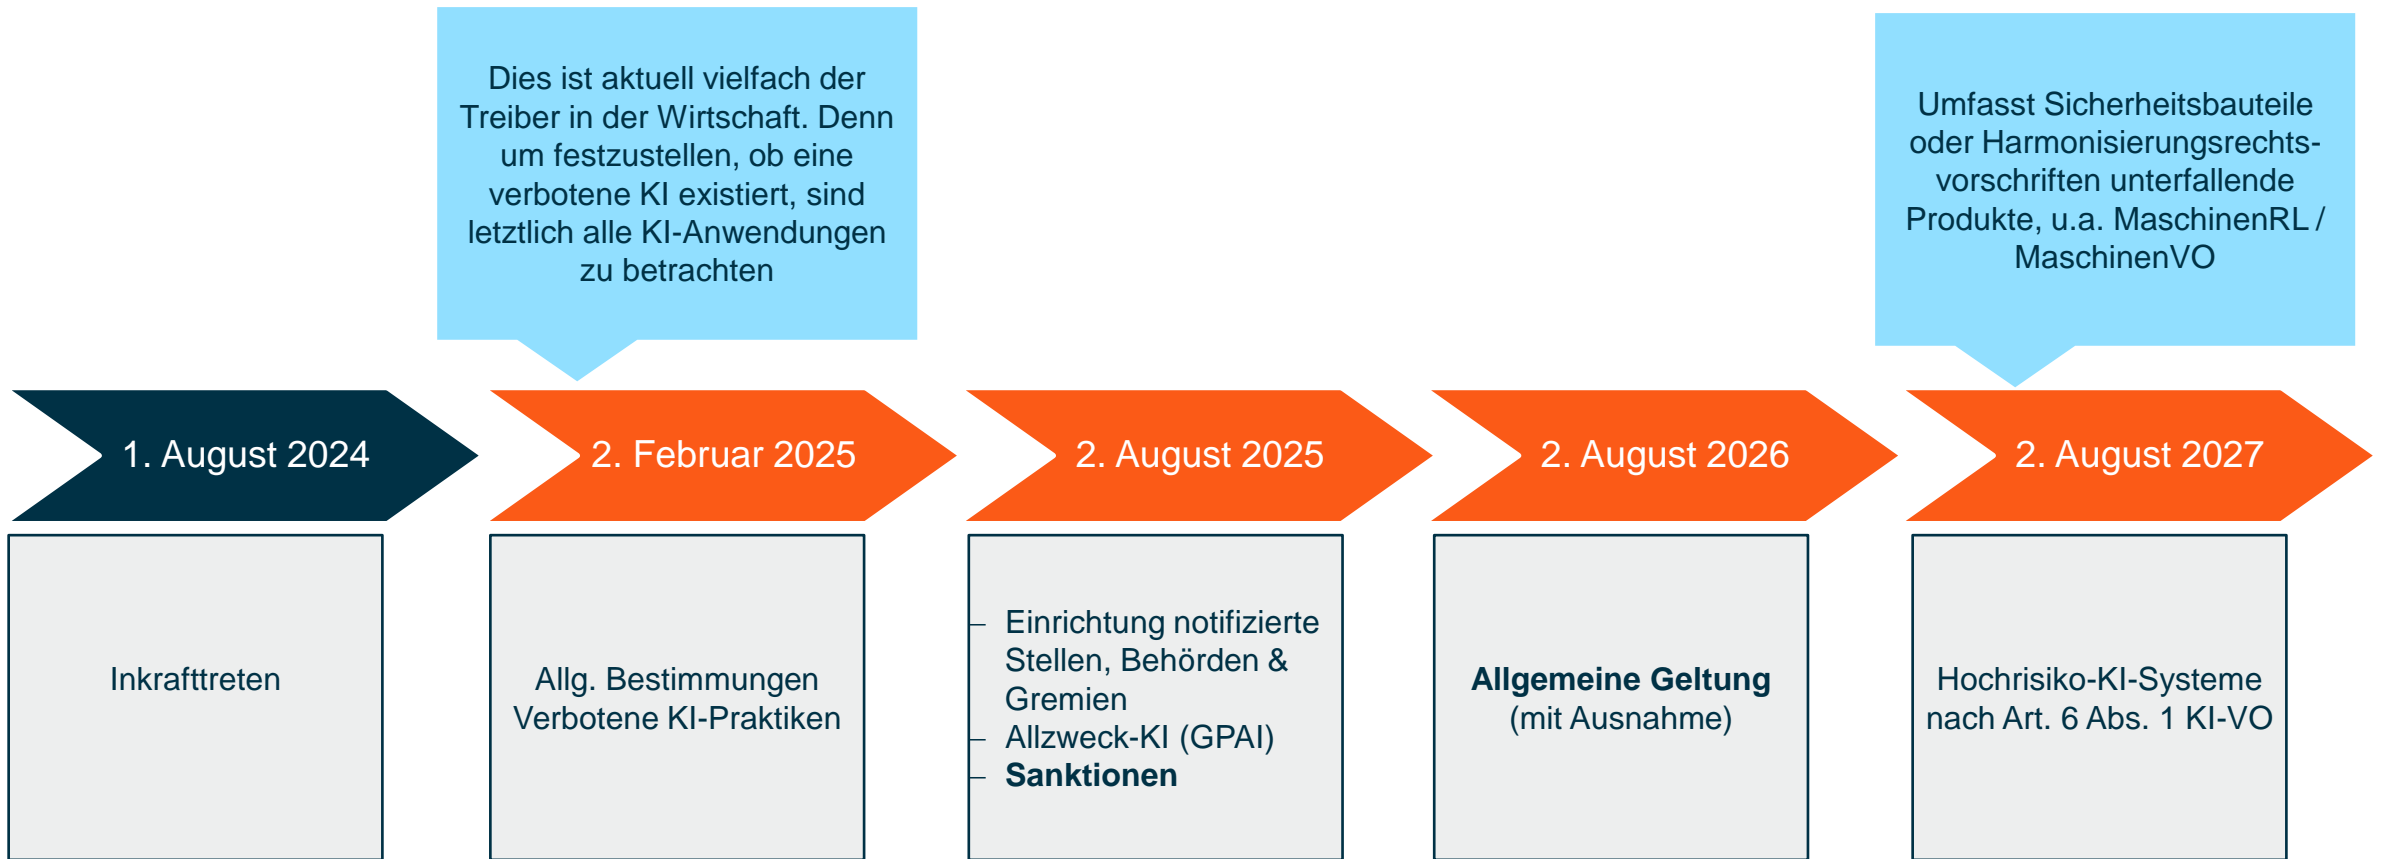 Dies ist aktuell vielfach der
Treiber in der Wirtschaft. Denn
um festzustellen, ob eine
verbotene KI existiert, sind
letztlich alle KI-Anwendungen
zu betrachten
Umfasst Sicherheitsbauteile
oder Harmonisierungsrechts-
vorschriften unterfallende
Produkte, u.a. MaschinenRL /
MaschinenVO
1. August 2024
2. Februar 2025
2. August 2025
2. August 2026
2. August 2027
Inkrafttreten
Allg. Bestimmungen
Verbotene KI-Praktiken
– Einrichtung notifizierte
Stellen, Behörden &
Gremien
– Allzweck-KI (GPAI)
– Sanktionen
Allgemeine Geltung
(mit Ausnahme)
Hochrisiko-KI-Systeme
nach Art. 6 Abs. 1 KI-VO